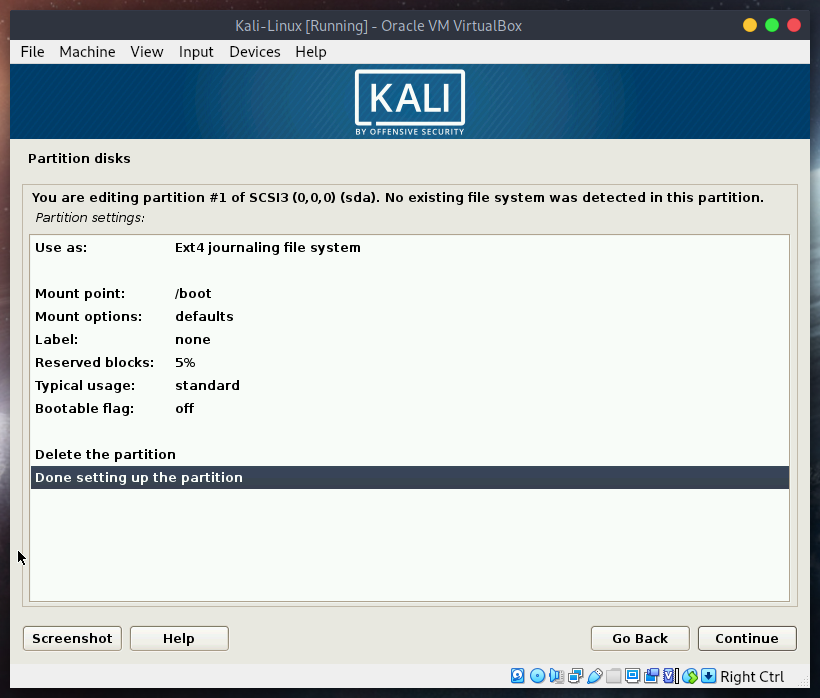 Kali-Linux [Running] - Oracle VM VirtualBox
File Machine View Input Devices Help
KALI
BY OFFENSIVE SECURITY
Partition disks
You are editing partition #1 of SCSI3 (0,0,0) (sda). No existing file system was detected in this partition.
Partition settings:
Use as: Ext4 journaling file system
Mount point: /boot
Mount options: defaults
Label: none
Reserved blocks: 5%
Typical usage: standard
Bootable flag: off
Delete the partition
Done setting up the partition
Screenshot Help Go Back Continue
Right Ctrl